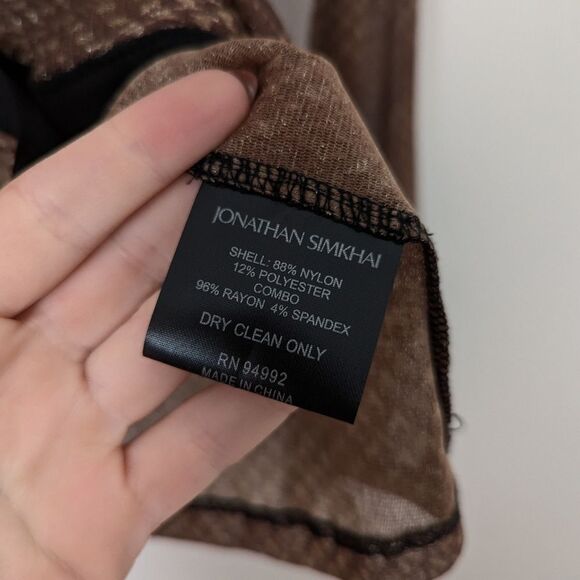 JONATHAN SIMKHAI
SHELL: 88% NYLON
12% POLYESTER
COMBO
96% RAYON 4% SPANDEX
DRY CLEAN ONLY
RN 94992
MADE IN CHINA